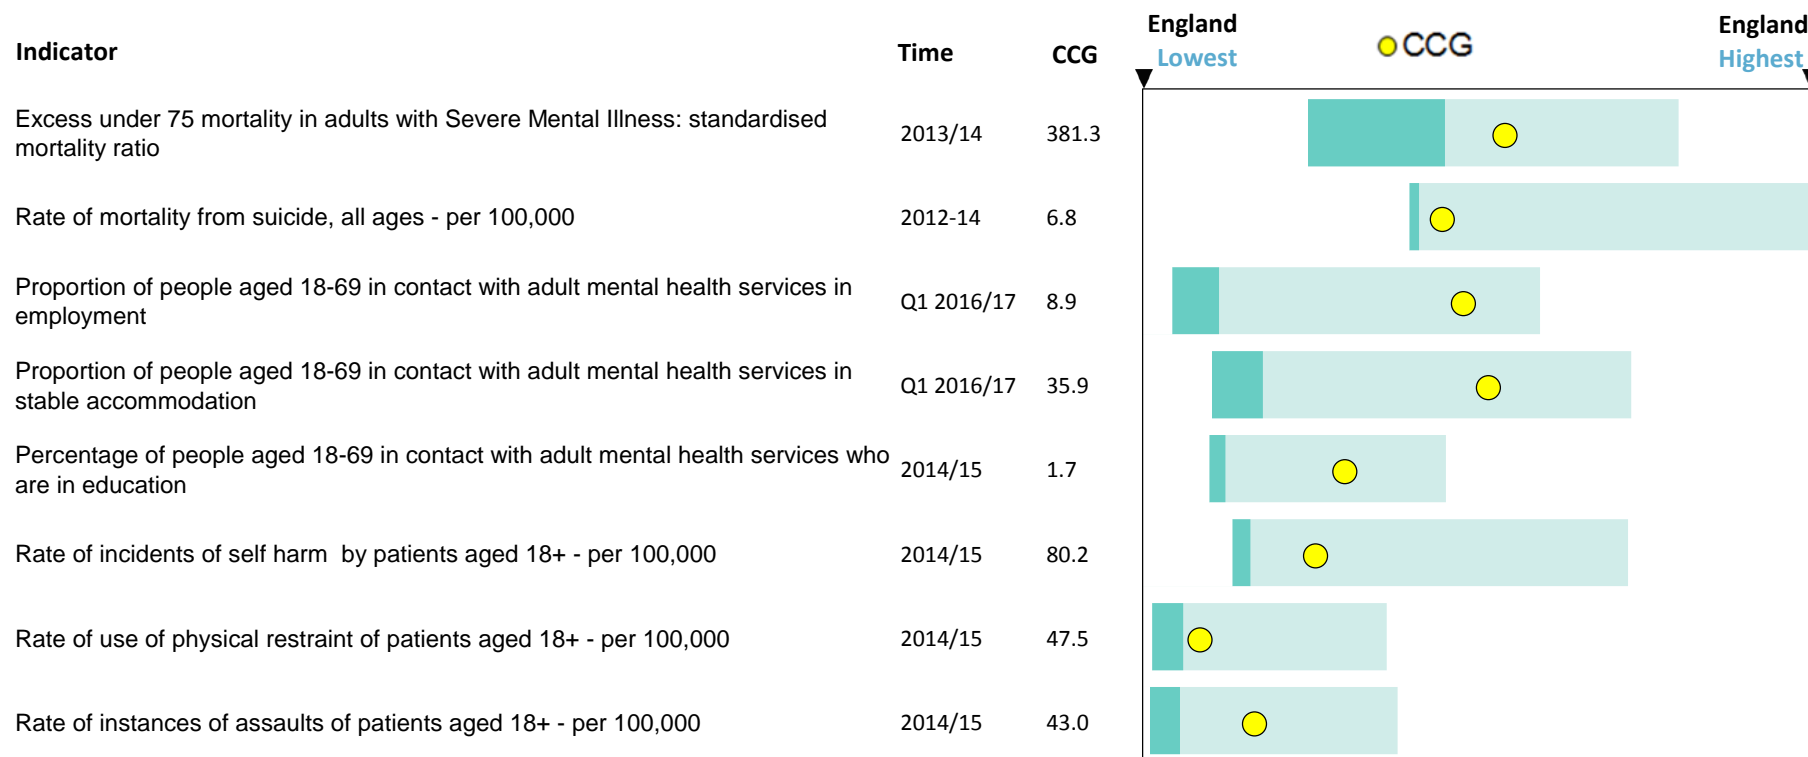 Indicator Time CCG England Lowest CCG England Highest
Excess under 75 mortality in adults with Severe Mental Illness: standardised
mortality ratio
2013/14 381.3
Rate of mortality from suicide, all ages - per 100,000 2012-14 6.8
Proportion of people aged 18-69 in contact with adult mental health services in
employment
Q1 2016/17 8.9
Proportion of people aged 18-69 in contact with adult mental health services in
stable accommodation
Q1 2016/17 35.9
Percentage of people aged 18-69 in contact with adult mental health services who
are in education
2014/15 1.7
Rate of incidents of self harm  by patients aged 18+ - per 100,000 2014/15 80.2
Rate of use of physical restraint of patients aged 18+ - per 100,000 2014/15 47.5
Rate of instances of assaults of patients aged 18+ - per 100,000 2014/15 43.0